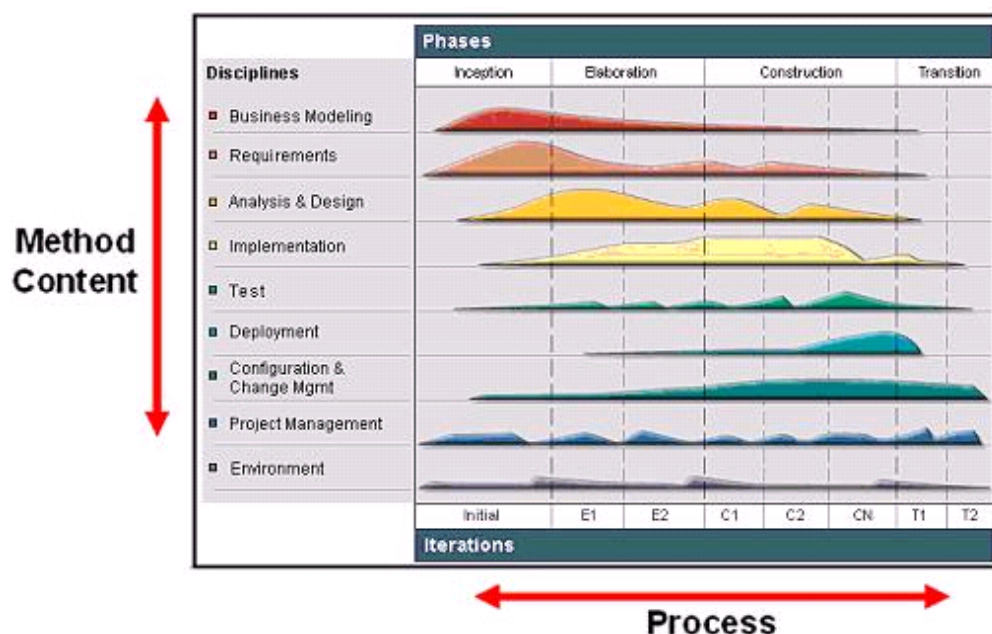 Phases
Disciplines
Inception Elaboration Construction Transition
Business Modeling
Requirements
Analysis & Design
Implementation
Test
Deployment
Configuration &
Change Mgmt
Project Management
Environment
Method
Content
Initial E1 E2 C1 C2 CN T1 T2
Iterations
Process